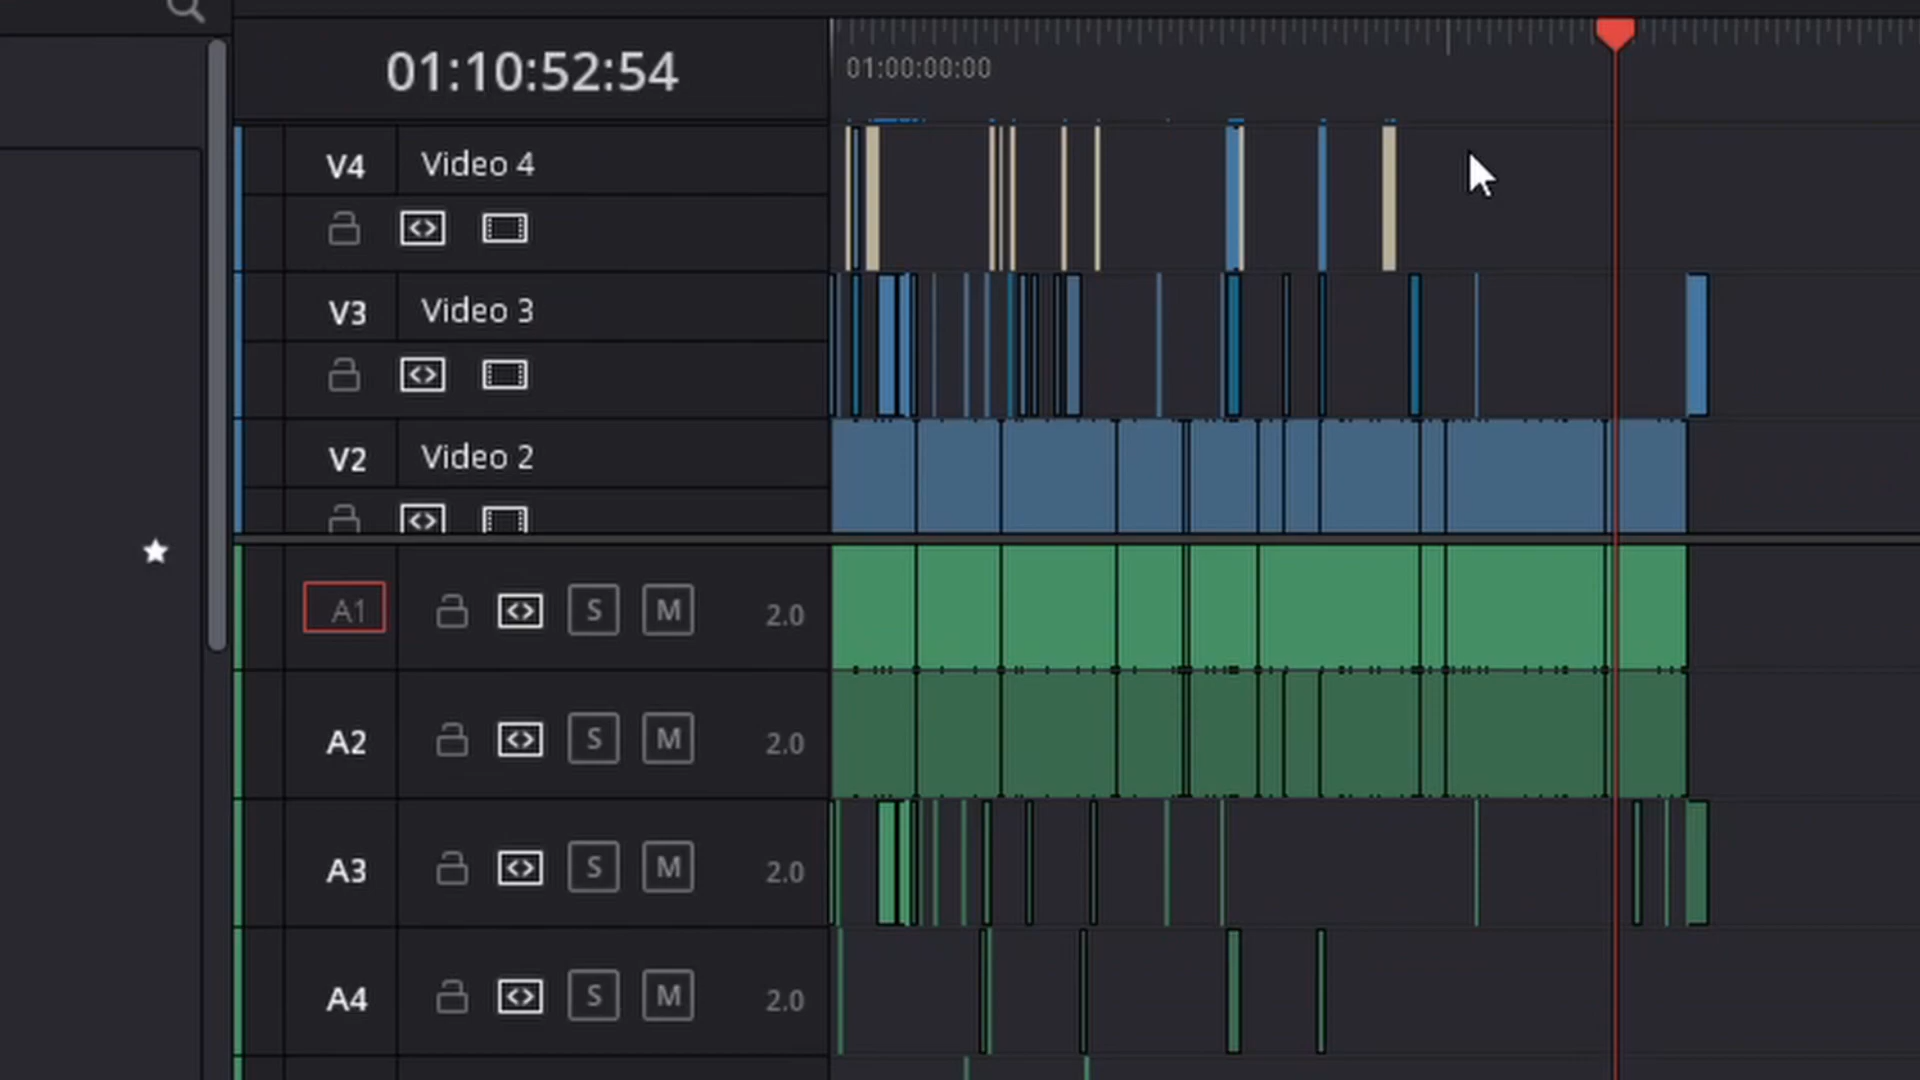 01:10:52:54
01:00:00:00
V4 Video 4
V3 Video 3
V2 Video 2
A1 S M 2.0
A2 S M 2.0
A3 S M 2.0
A4 S M 2.0